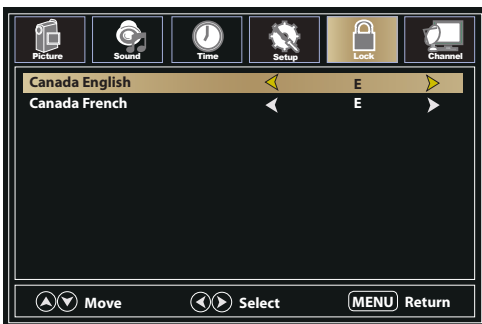 Picture Sound Time Setup Lock Channel
Canada English E
Canada French E
Move Select MENU Return